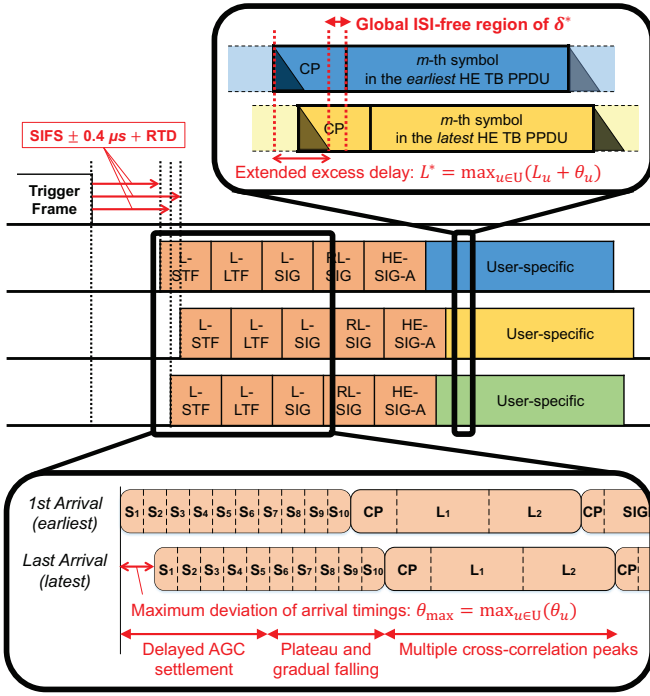 Global ISI-free region of δ*
CP
m-th symbol
in the earliest HE TB PPDU
CP
m-th symbol
in the latest HE TB PPDU
Extended excess delay: L* = max_{u∈U}(L_u + θ_u)
SIFS ± 0.4 μs + RTD
Trigger
Frame
L-
STF
L-
LTF
L-
SIG
RL-
SIG
HE-
SIG-A
User-specific
L-
STF
L-
LTF
L-
SIG
RL-
SIG
HE-
SIG-A
User-specific
L-
STF
L-
LTF
L-
SIG
RL-
SIG
HE-
SIG-A
User-specific
1st Arrival
(earliest)
S1 S2 S3 S4 S5 S6 S7 S8 S9 S10 CP L1 L2 CP SIG
Last Arrival
(latest)
S1 S2 S3 S4 S5 S6 S7 S8 S9 S10 CP L1 L2 CP
Maximum deviation of arrival timings: θ_max = max_{u∈U}(θ_u)
Delayed AGC
settlement
Plateau and
gradual falling
Multiple cross-correlation peaks